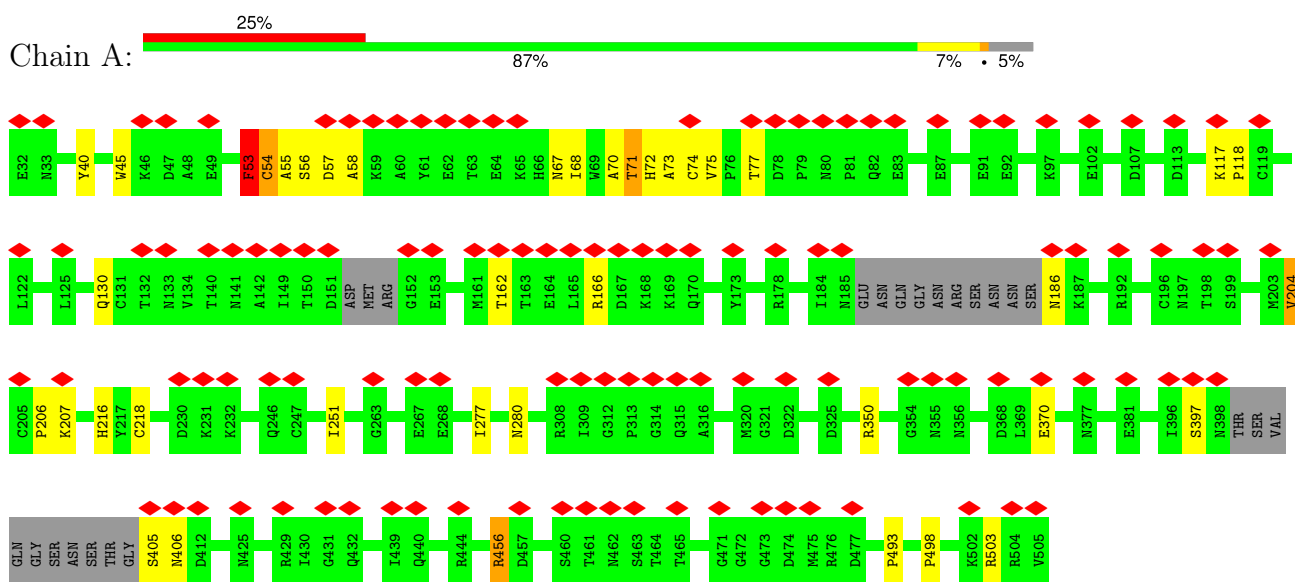 25%
Chain A:
87% 7% • 5%
E32 N33 Y40 W45 K46 D47 A48 E49 F53 C54 A55 S56 D57 A58 K59 A60 Y61 E62 T63 E64 K65 H66 N67 I68 W69 A70 T71 H72 A73 C74 V75 P76 T77 D78 P79 N80 P81 Q82 E83 E87 E91 E92 K97 E102 D107 D113 K117 P118 C119
L122 L125 Q130 C131 T132 N133 V134 T140 N141 A142 I149 T150 D151 ASP MET ARG G152 E153 M161 T162 T163 E164 L165 R166 D167 K168 K169 Q170 Y173 R178 I184 N185 GLU ASN GLN GLY ASN ARG SER ASN ASN SER N186 K187 R192 C196 N197 T198 S199 M203 V204
C205 P206 K207 H216 Y217 C218 D230 K231 K232 Q246 C247 I251 G263 E267 E268 I277 N280 R308 I309 G312 P313 G314 Q315 A316 M320 G321 D322 D325 R350 G354 N355 N356 D368 L369 E370 N377 E381 I396 S397 N398 THR SER VAL
GLN GLY SER ASN SER THR GLY S405 N406 D412 N425 R429 I430 G431 Q432 I439 Q440 R444 R456 D457 S460 T461 N462 S463 T464 T465 G471 G472 G473 D474 M475 R476 D477 P493 P498 K502 R503 R504 V505